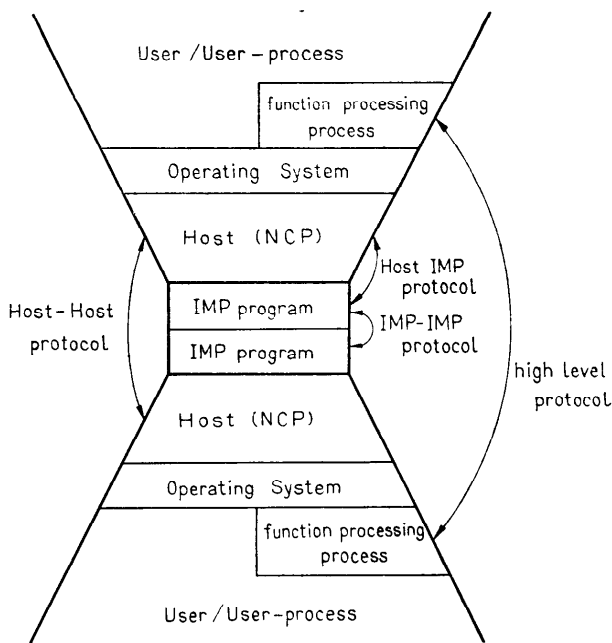 User/User-process
function processing
process
Operating System
Host (NCP)
Host IMP
protocol
IMP program
Host-Host
protocol
IMP-IMP
protocol
IMP program
high level
protocol
Host (NCP)
Operating System
function processing
process
User/User-process